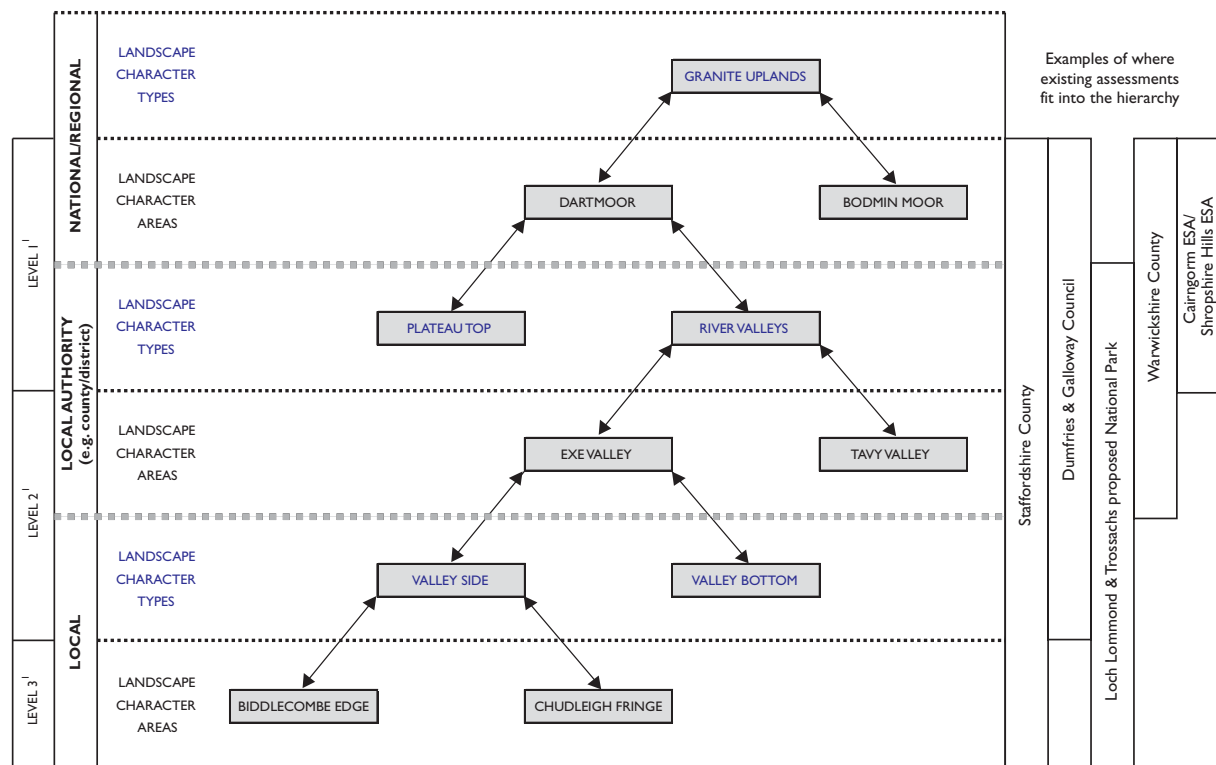 LANDSCAPE
CHARACTER
TYPES
GRANITE UPLANDS
Examples of where
existing assessments
fit into the hierarchy
NATIONAL/REGIONAL
LANDSCAPE
CHARACTER
AREAS
DARTMOOR
BODMIN MOOR
LEVEL 1¹
LANDSCAPE
CHARACTER
TYPES
PLATEAU TOP
RIVER VALLEYS
LOCAL AUTHORITY
(e.g. county/district)
LANDSCAPE
CHARACTER
AREAS
EXE VALLEY
TAVY VALLEY
LEVEL 2¹
LANDSCAPE
CHARACTER
TYPES
VALLEY SIDE
VALLEY BOTTOM
LOCAL
LANDSCAPE
CHARACTER
AREAS
BIDDLECOMBE EDGE
CHUDLEIGH FRINGE
LEVEL 3¹
Staffordshire County
Dumfries & Galloway Council
Loch Lommond & Trossachs proposed National Park
Warwickshire County
Cairngorm ESA/
Shropshire Hills ESA